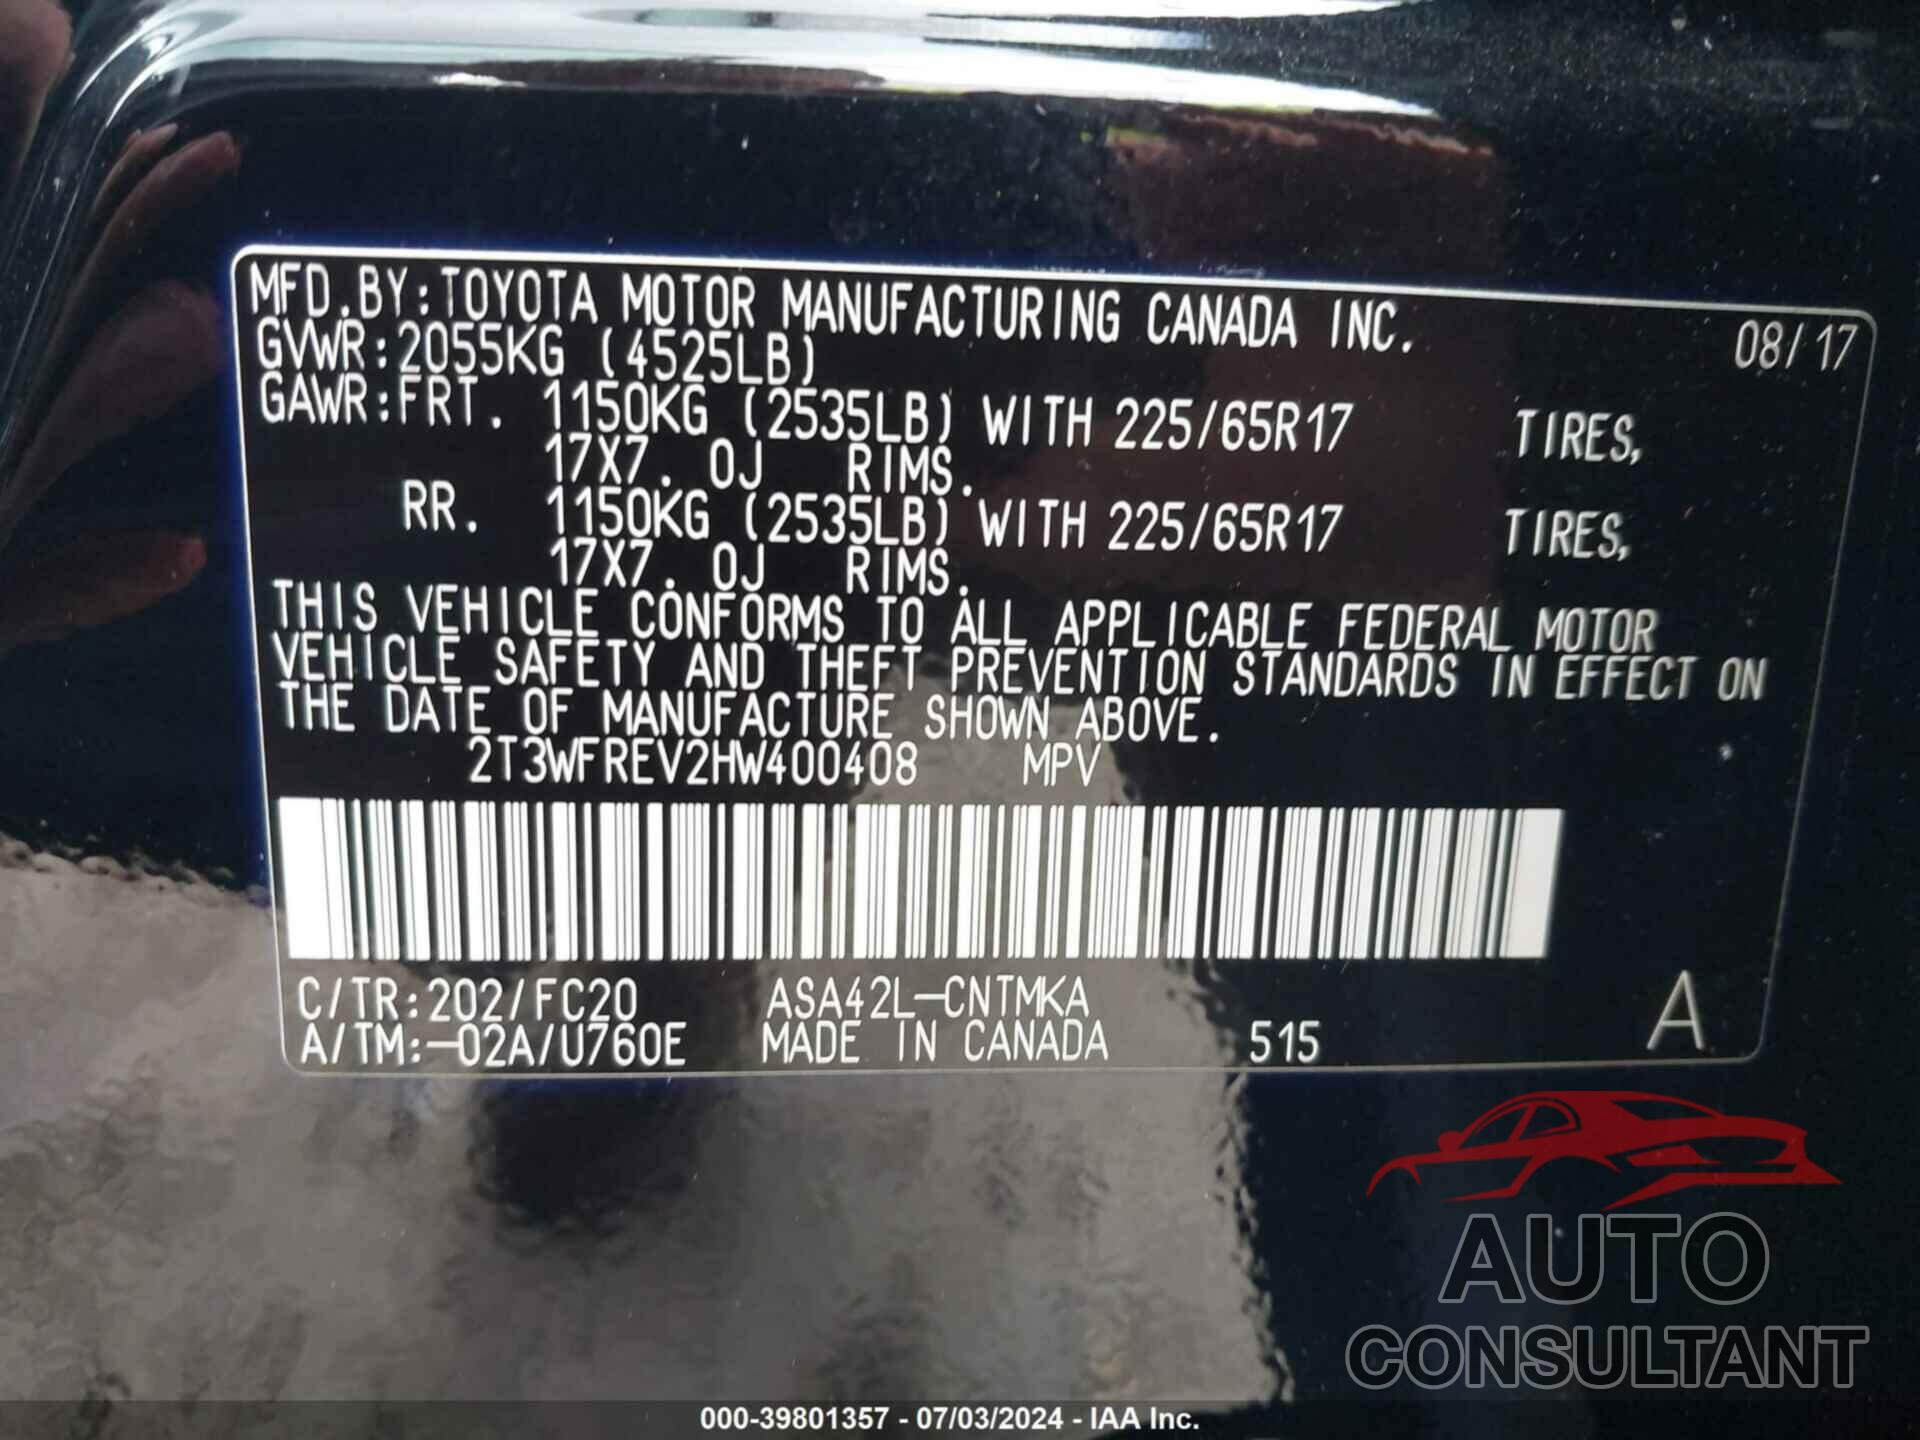 MFD.BY:TOYOTA MOTOR MANUFACTURING CANADA INC. 08/17
GVWR:2055KG (4525LB)
GAWR:FRT. 1150KG (2535LB) WITH 225/65R17 TIRES,
17X7.0J RIMS.
RR. 1150KG (2535LB) WITH 225/65R17 TIRES,
17X7.0J RIMS.
THIS VEHICLE CONFORMS TO ALL APPLICABLE FEDERAL MOTOR
VEHICLE SAFETY AND THEFT PREVENTION STANDARDS IN EFFECT ON
THE DATE OF MANUFACTURE SHOWN ABOVE.
2T3WFREV2HW400408 MPV
C/TR:202/FC20 ASA42L-CNTMKA
A/TM:-02A/U760E MADE IN CANADA 515 A
AUTO
CONSULTANT
000-39801357 - 07/03/2024 - IAA Inc.